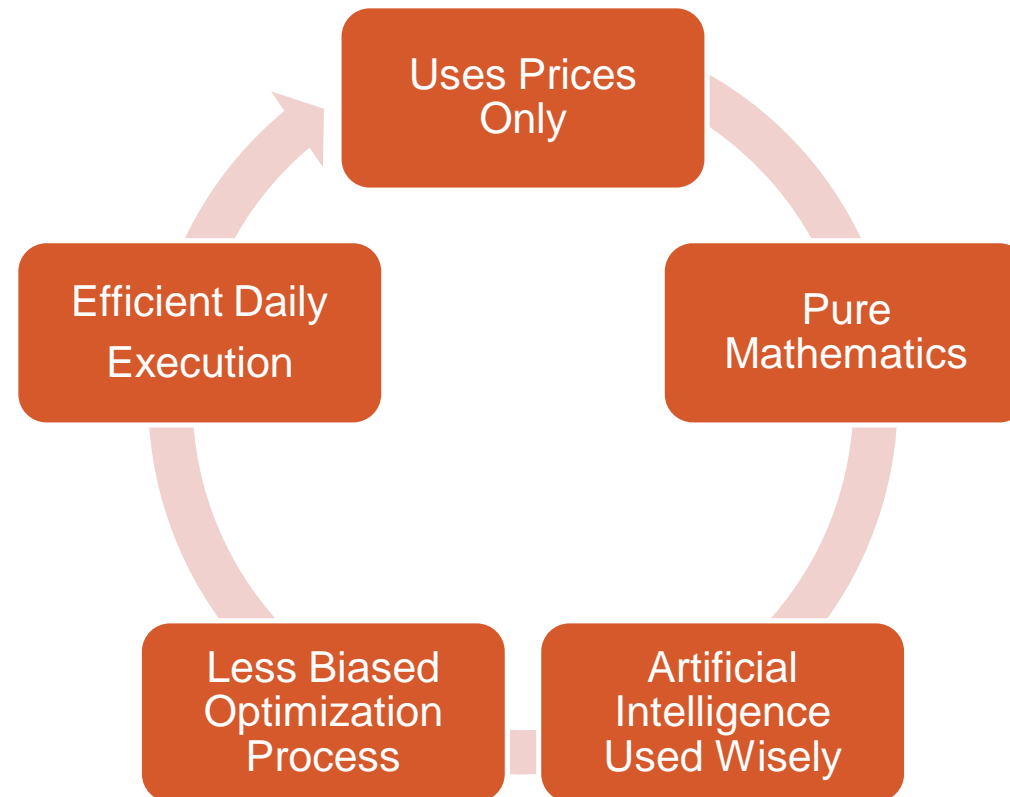 Uses Prices
Only
Pure
Mathematics
Artificial
Intelligence
Used Wisely
Less Biased
Optimization
Process
Efficient Daily
Execution